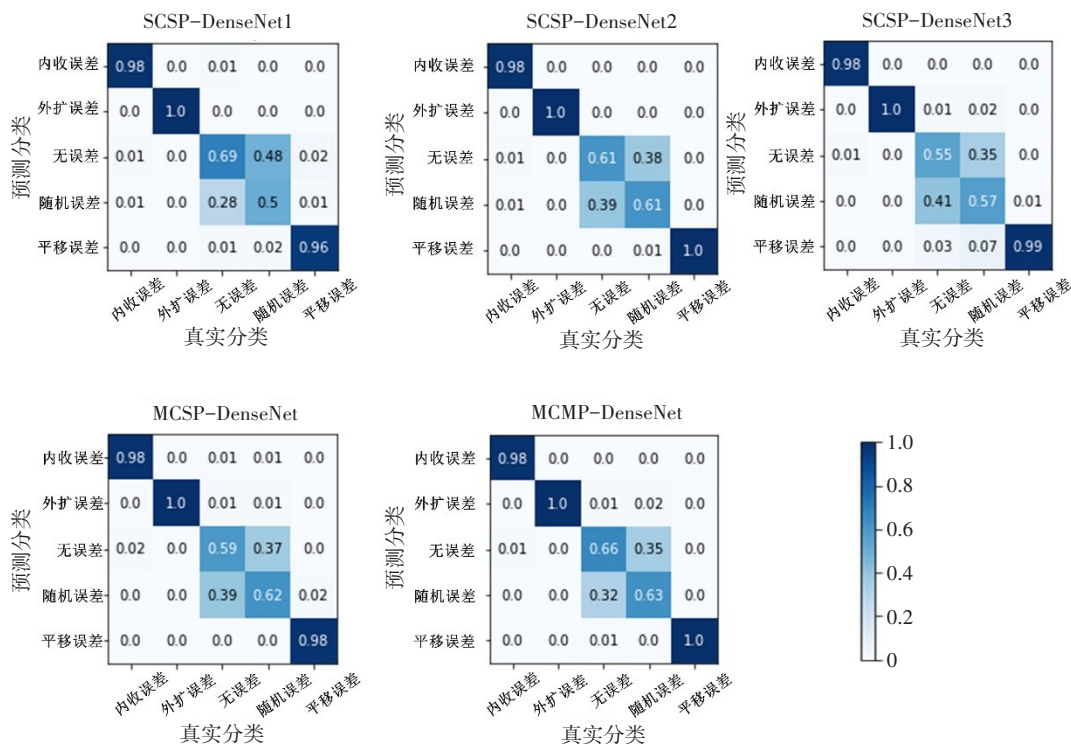 SCSP-DenseNet1
内收误差 0.98 0.0 0.01 0.0 0.0
外扩误差 0.0 1.0 0.0 0.0 0.0
无误差 0.01 0.0 0.69 0.48 0.02
随机误差 0.01 0.0 0.28 0.5 0.01
平移误差 0.0 0.0 0.01 0.02 0.96
预测分类
内收误差 外扩误差 无误差 随机误差 平移误差
真实分类
SCSP-DenseNet2
内收误差 0.98 0.0 0.0 0.0 0.0
外扩误差 0.0 1.0 0.0 0.0 0.0
无误差 0.01 0.0 0.61 0.38 0.0
随机误差 0.01 0.0 0.39 0.61 0.0
平移误差 0.0 0.0 0.0 0.01 1.0
预测分类
内收误差 外扩误差 无误差 随机误差 平移误差
真实分类
SCSP-DenseNet3
内收误差 0.98 0.0 0.0 0.0 0.0
外扩误差 0.0 1.0 0.01 0.02 0.0
无误差 0.01 0.0 0.55 0.35 0.0
随机误差 0.0 0.0 0.41 0.57 0.01
平移误差 0.0 0.0 0.03 0.07 0.99
预测分类
内收误差 外扩误差 无误差 随机误差 平移误差
真实分类
MCSP-DenseNet
内收误差 0.98 0.0 0.01 0.01 0.0
外扩误差 0.0 1.0 0.01 0.01 0.0
无误差 0.02 0.0 0.59 0.37 0.0
随机误差 0.0 0.0 0.39 0.62 0.02
平移误差 0.0 0.0 0.0 0.0 0.98
预测分类
内收误差 外扩误差 无误差 随机误差 平移误差
真实分类
MCMP-DenseNet
内收误差 0.98 0.0 0.0 0.0 0.0
外扩误差 0.0 1.0 0.01 0.02 0.0
无误差 0.01 0.0 0.66 0.35 0.0
随机误差 0.0 0.0 0.32 0.63 0.0
平移误差 0.0 0.0 0.01 0.0 1.0
预测分类
内收误差 外扩误差 无误差 随机误差 平移误差
真实分类
1.0
0.8
0.6
0.4
0.2
0